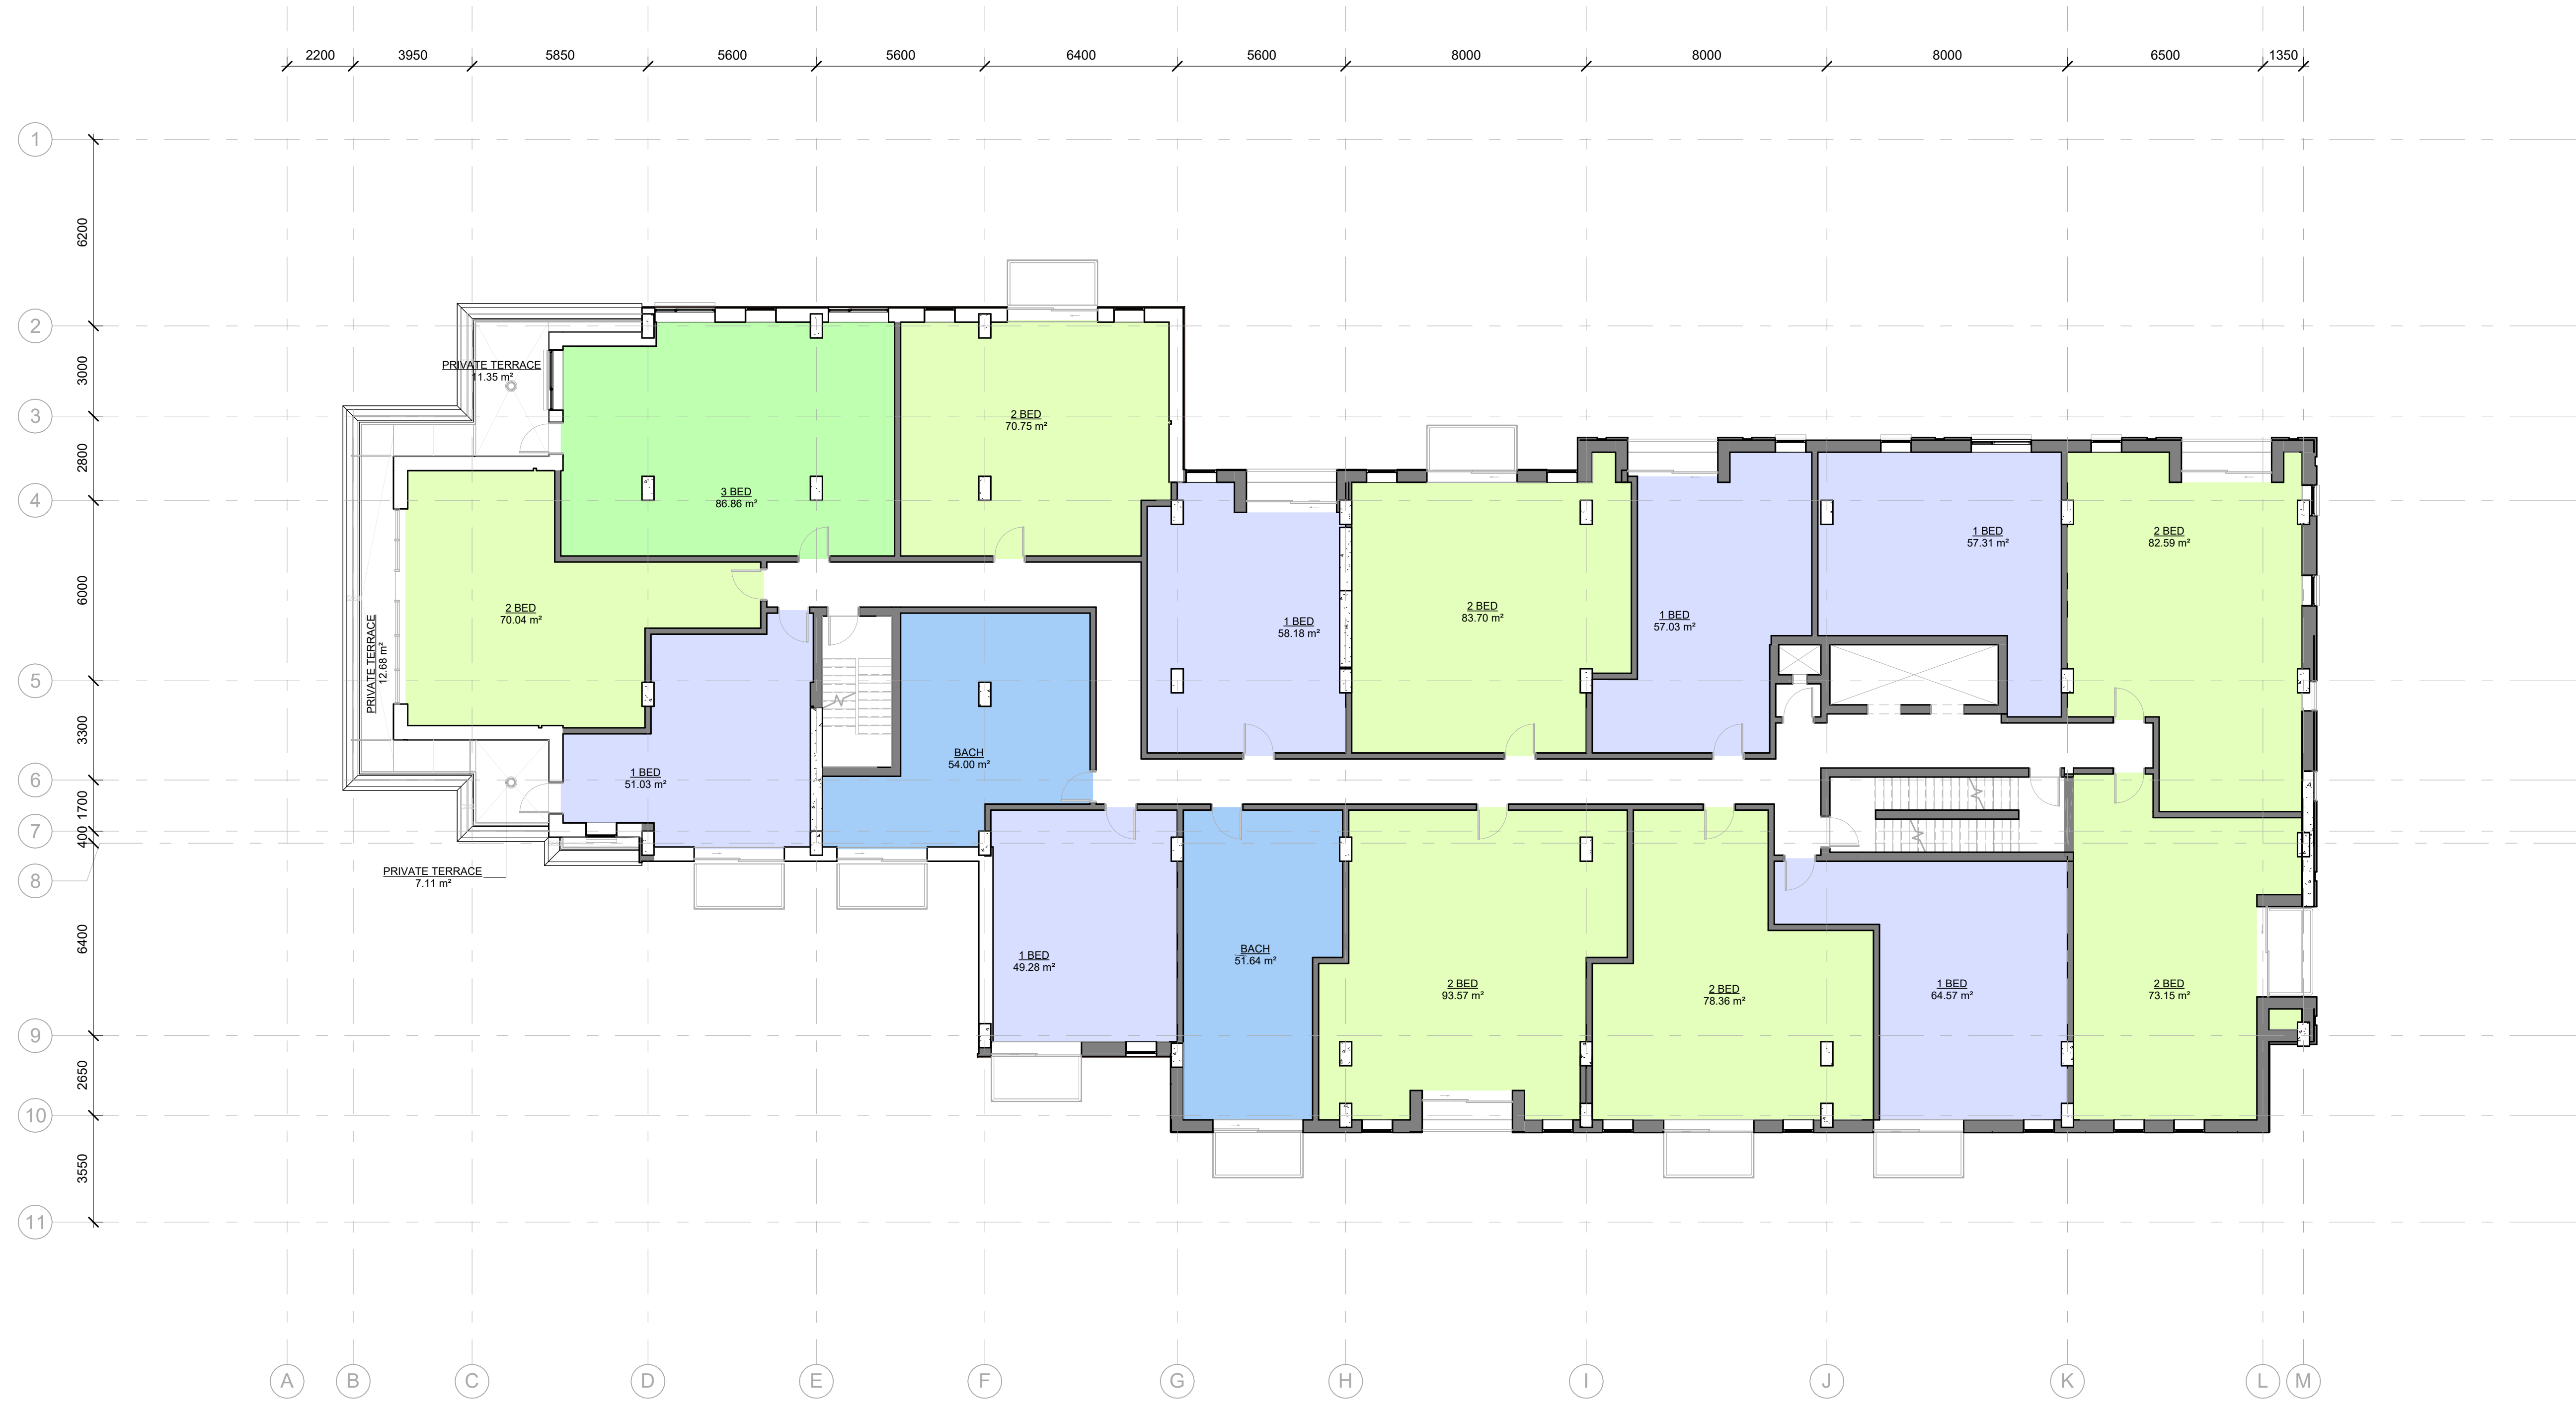 2200 3950 5850 5600 5600 6400 5600 8000 8000 8000 6500 1350
1
6200
2
3000
PRIVATE TERRACE
11.35 m²
3
2 BED
70.75 m²
2800
4
3 BED
86.86 m²
1 BED
57.31 m²
2 BED
82.59 m²
6000
2 BED
70.04 m²
1 BED
58.18 m²
2 BED
83.70 m²
1 BED
57.03 m²
PRIVATE TERRACE
12.68 m²
5
3300
BACH
54.00 m²
1 BED
51.03 m²
6
1700
7
400
PRIVATE TERRACE
7.11 m²
8
6400
1 BED
49.28 m²
BACH
51.64 m²
2 BED
93.57 m²
2 BED
78.36 m²
1 BED
64.57 m²
2 BED
73.15 m²
9
2650
10
3550
11
A B C D E F G H I J K L M